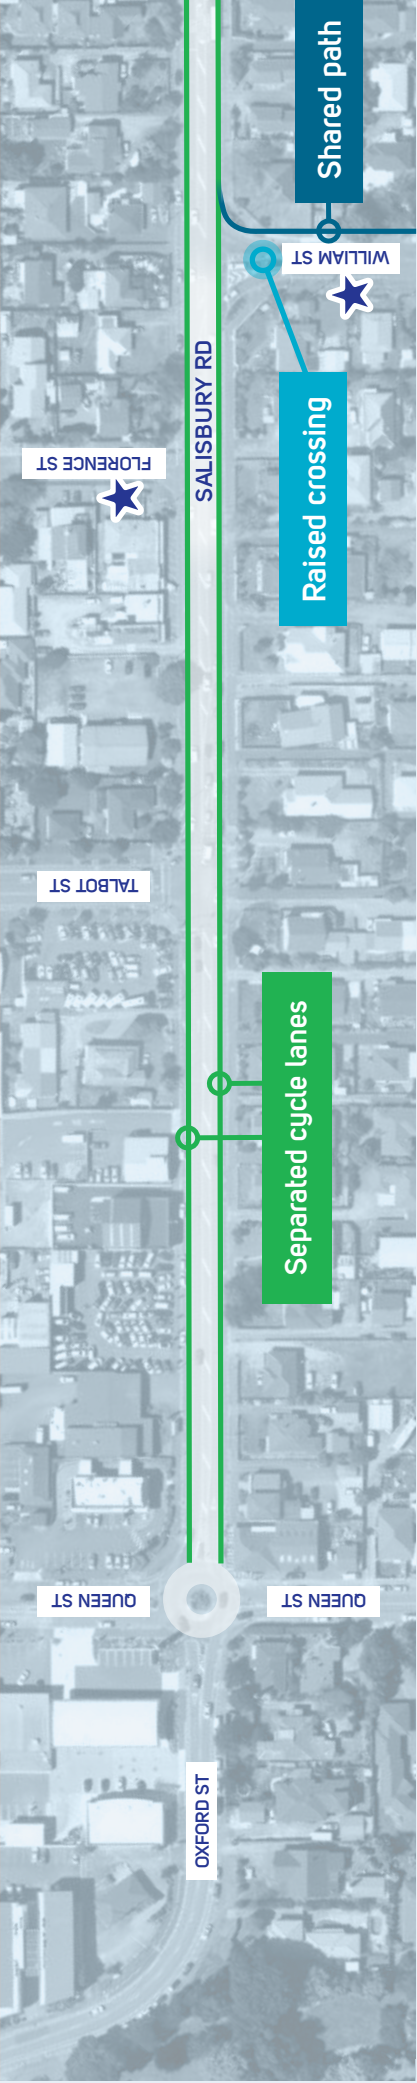 Shared path
WILLIAM ST
SALISBURY RD
Raised crossing
FLORENCE ST
TALBOT ST
Separated cycle lanes
QUEEN ST
QUEEN ST
OXFORD ST